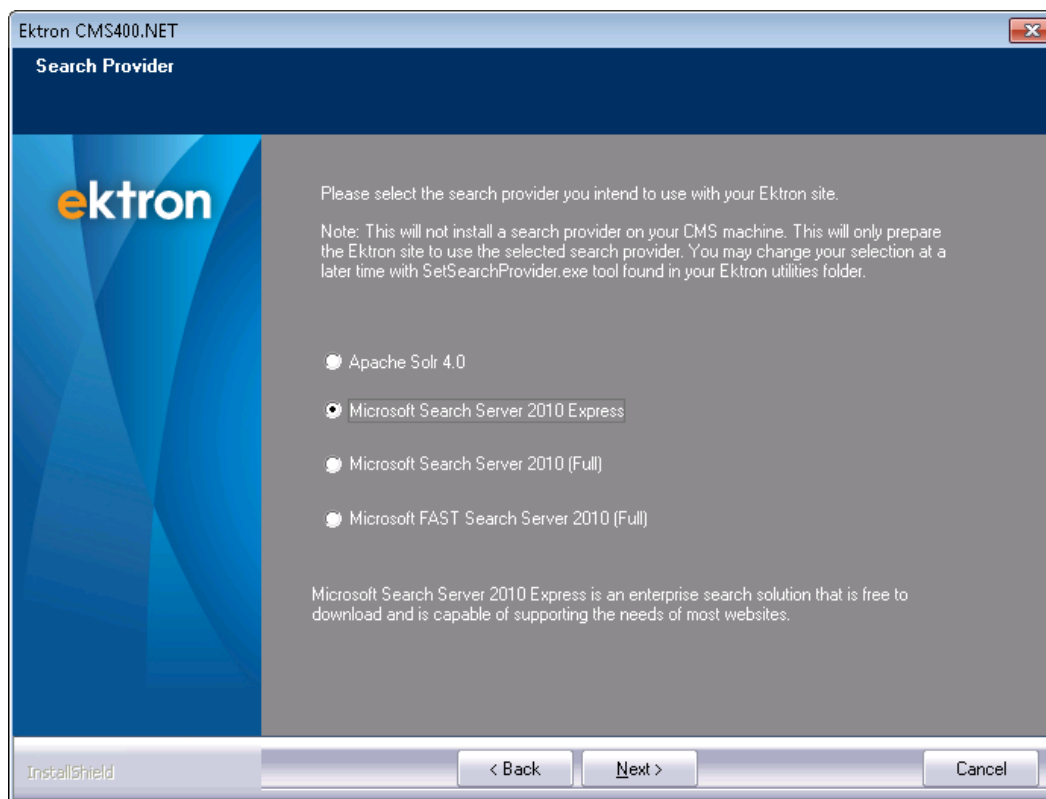 Ektron CMS400.NET
Search Provider
ektron
Please select the search provider you intend to use with your Ektron site.
Note: This will not install a search provider on your CMS machine. This will only prepare
the Ektron site to use the selected search provider. You may change your selection at a
later time with SetSearchProvider.exe tool found in your Ektron utilities folder.
Apache Solr 4.0
Microsoft Search Server 2010 Express
Microsoft Search Server 2010 (Full)
Microsoft FAST Search Server 2010 (Full)
Microsoft Search Server 2010 Express is an enterprise search solution that is free to
download and is capable of supporting the needs of most websites.
InstallShield
< Back
Next >
Cancel